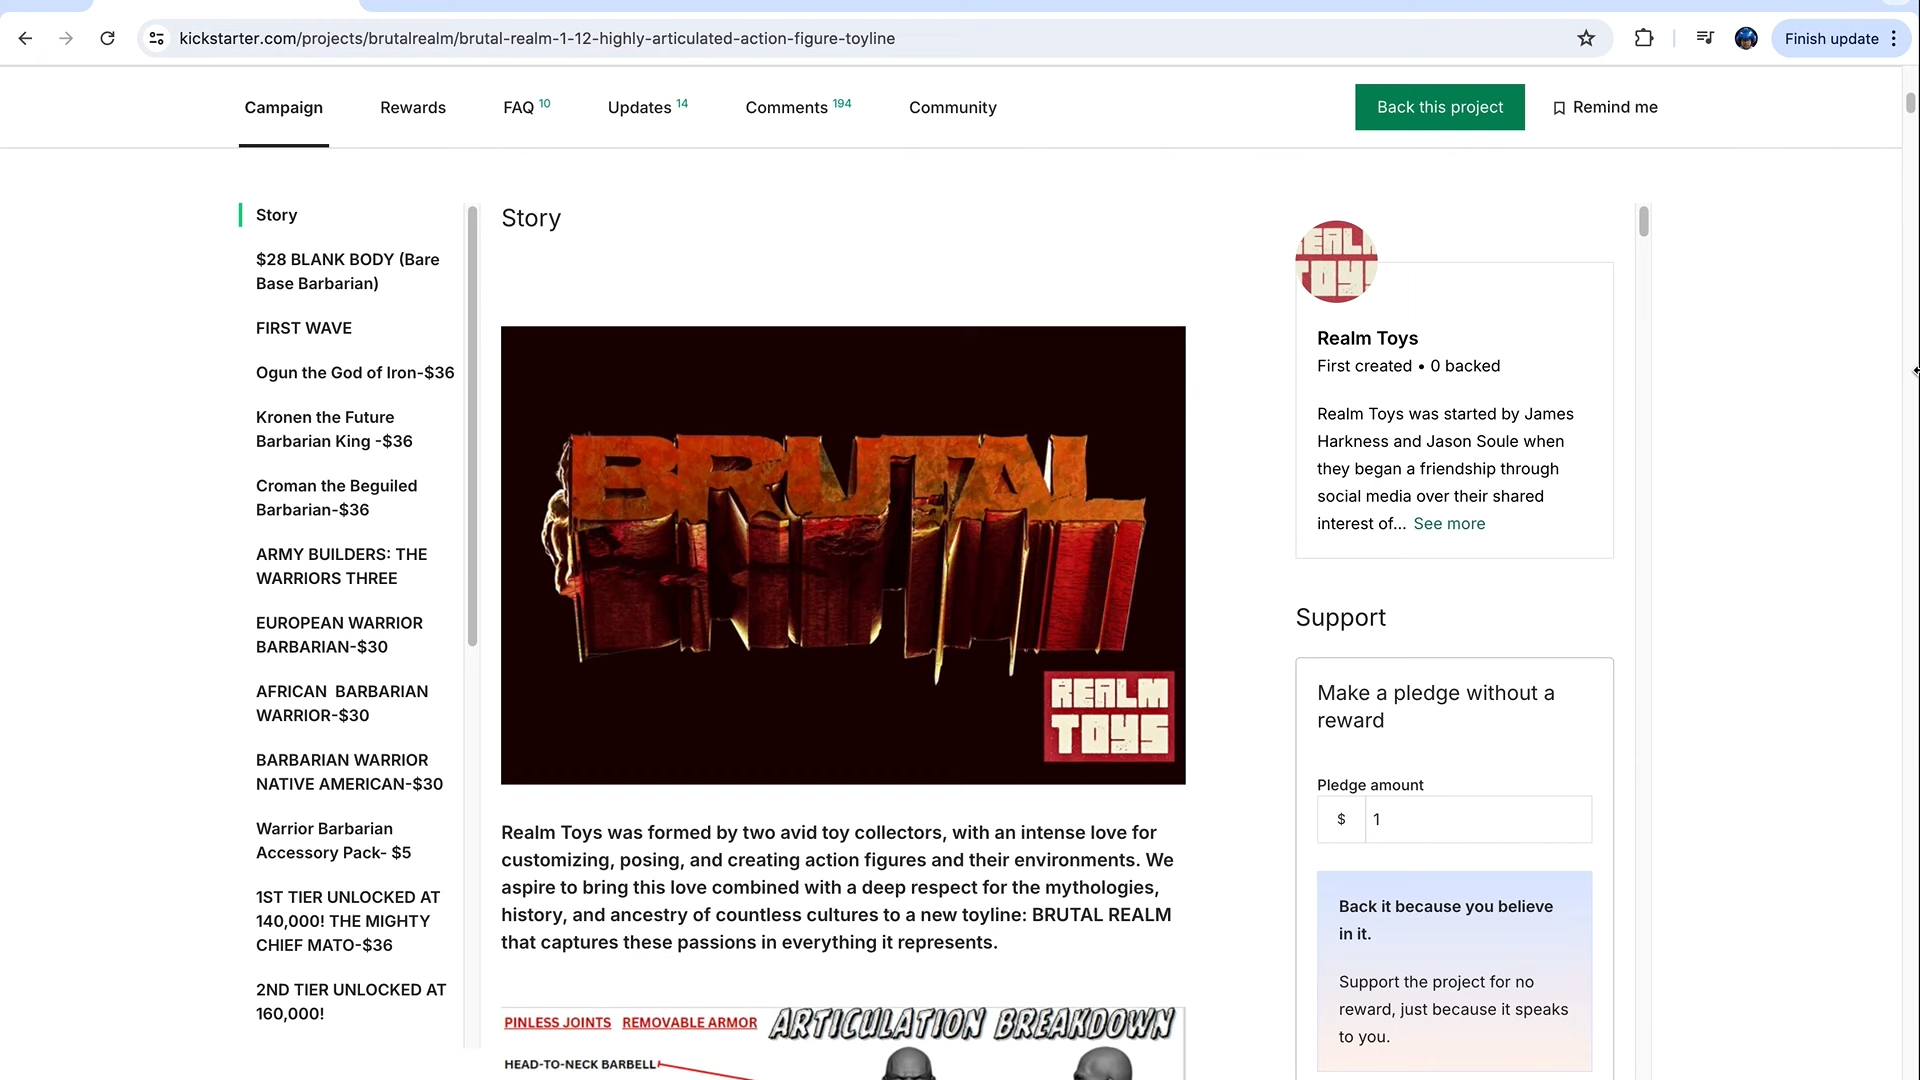 kickstarter.com/projects/brutalrealm/brutal-realm-1-12-highly-articulated-action-figure-toyline
Finish update
Campaign
Rewards
FAQ 10
Updates 14
Comments 194
Community
Back this project
Remind me
Story
$28 BLANK BODY (Bare
Base Barbarian)
FIRST WAVE
Ogun the God of Iron-$36
Kronen the Future
Barbarian King -$36
Croman the Beguiled
Barbarian-$36
ARMY BUILDERS: THE
WARRIORS THREE
EUROPEAN WARRIOR
BARBARIAN-$30
AFRICAN  BARBARIAN
WARRIOR-$30
BARBARIAN WARRIOR
NATIVE AMERICAN-$30
Warrior Barbarian
Accessory Pack- $5
1ST TIER UNLOCKED AT
140,000! THE MIGHTY
CHIEF MATO-$36
2ND TIER UNLOCKED AT
160,000!
Story
BRUTAL
REALM
TOYS
Realm Toys was formed by two avid toy collectors, with an intense love for
customizing, posing, and creating action figures and their environments. We
aspire to bring this love combined with a deep respect for the mythologies,
history, and ancestry of countless cultures to a new toyline: BRUTAL REALM
that captures these passions in everything it represents.
PINLESS JOINTS
REMOVABLE ARMOR
ARTICULATION BREAKDOWN
HEAD-TO-NECK BARBELL
REALM
TOYS
Realm Toys
First created • 0 backed
Realm Toys was started by James
Harkness and Jason Soule when
they began a friendship through
social media over their shared
interest of... See more
Support
Make a pledge without a
reward
Pledge amount
$ 1
Back it because you believe
in it.
Support the project for no
reward, just because it speaks
to you.